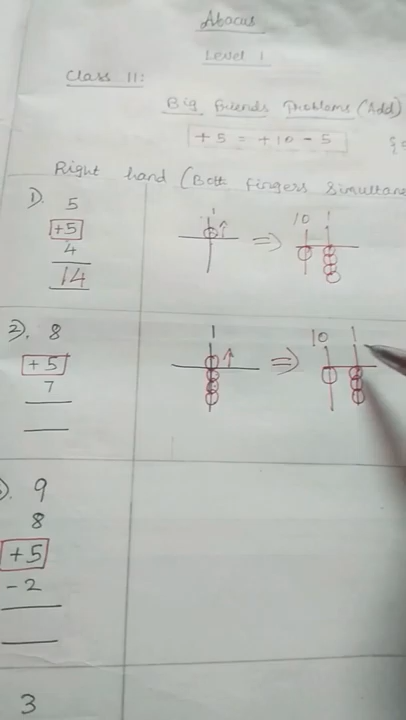 Abacus
Level 1
Class 11:
Big Friends Problems (Add)
+5 = +10 - 5
Right hand (Both fingers Simultane
1). 5
+5
4
14
1
10 1
2). 8
+5
7
1
10 1
). 9
8
+5
-2
3